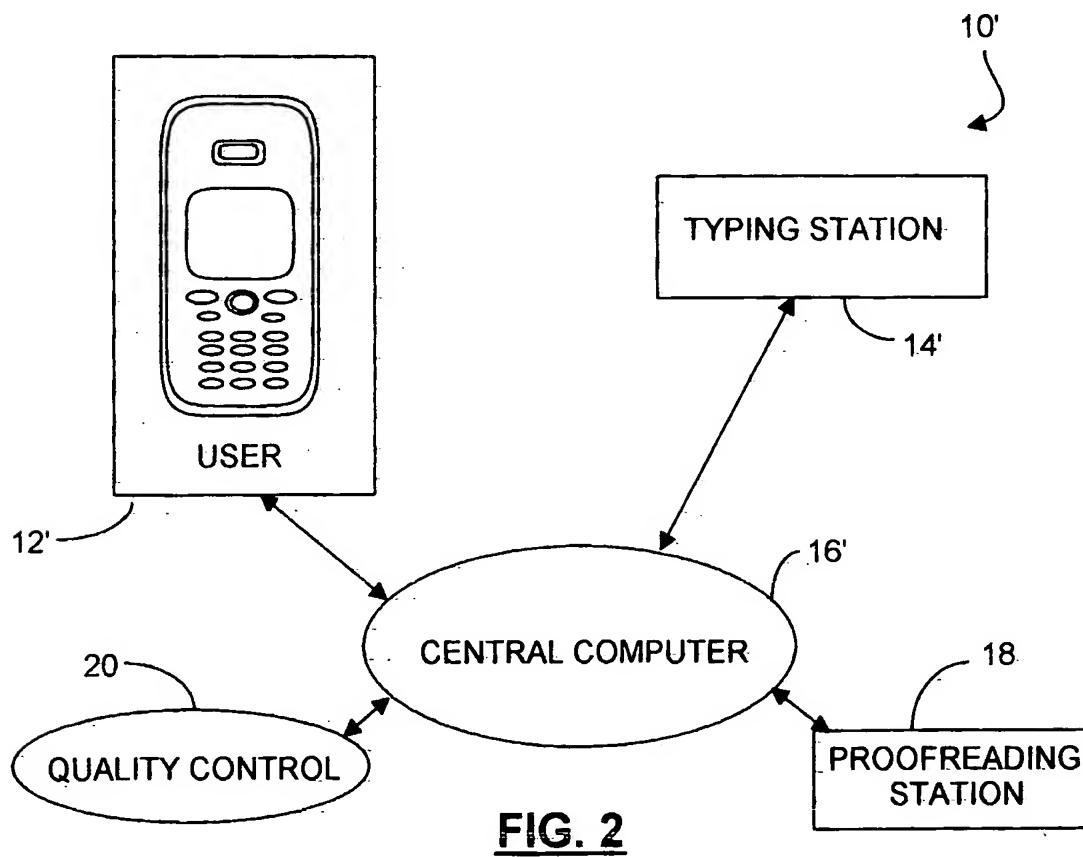 10'
TYPING STATION
14'
USER
12'
16'
CENTRAL COMPUTER
20
18
QUALITY CONTROL
PROOFREADING
STATION
FIG. 2